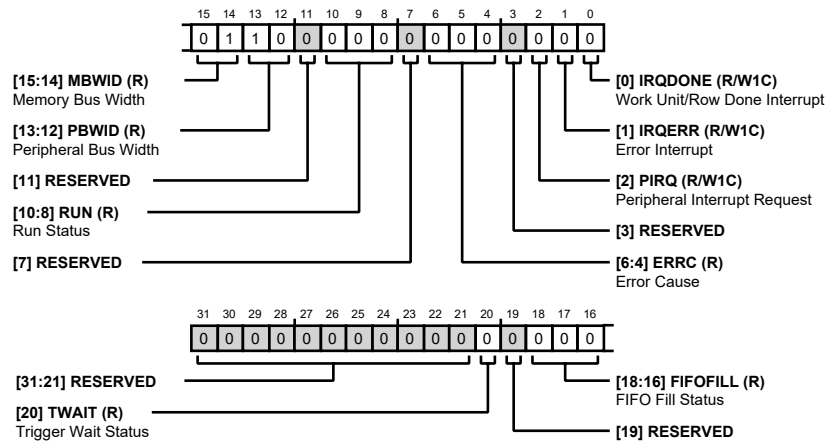 15 14 13 12 11 10 9 8 7 6 5 4 3 2 1 0
0 1 1 0 0 0 0 0 0 0 0 0 0 0 0 0
[15:14] MBWID (R)
Memory Bus Width
[13:12] PBWID (R)
Peripheral Bus Width
[11] RESERVED
[10:8] RUN (R)
Run Status
[7] RESERVED
[0] IRQDONE (R/W1C)
Work Unit/Row Done Interrupt
[1] IRQERR (R/W1C)
Error Interrupt
[2] PIRQ (R/W1C)
Peripheral Interrupt Request
[3] RESERVED
[6:4] ERRC (R)
Error Cause
31 30 29 28 27 26 25 24 23 22 21 20 19 18 17 16
0 0 0 0 0 0 0 0 0 0 0 0 0 0 0 0
[31:21] RESERVED
[20] TWAIT (R)
Trigger Wait Status
[18:16] FIFOFILL (R)
FIFO Fill Status
[19] RESERVED